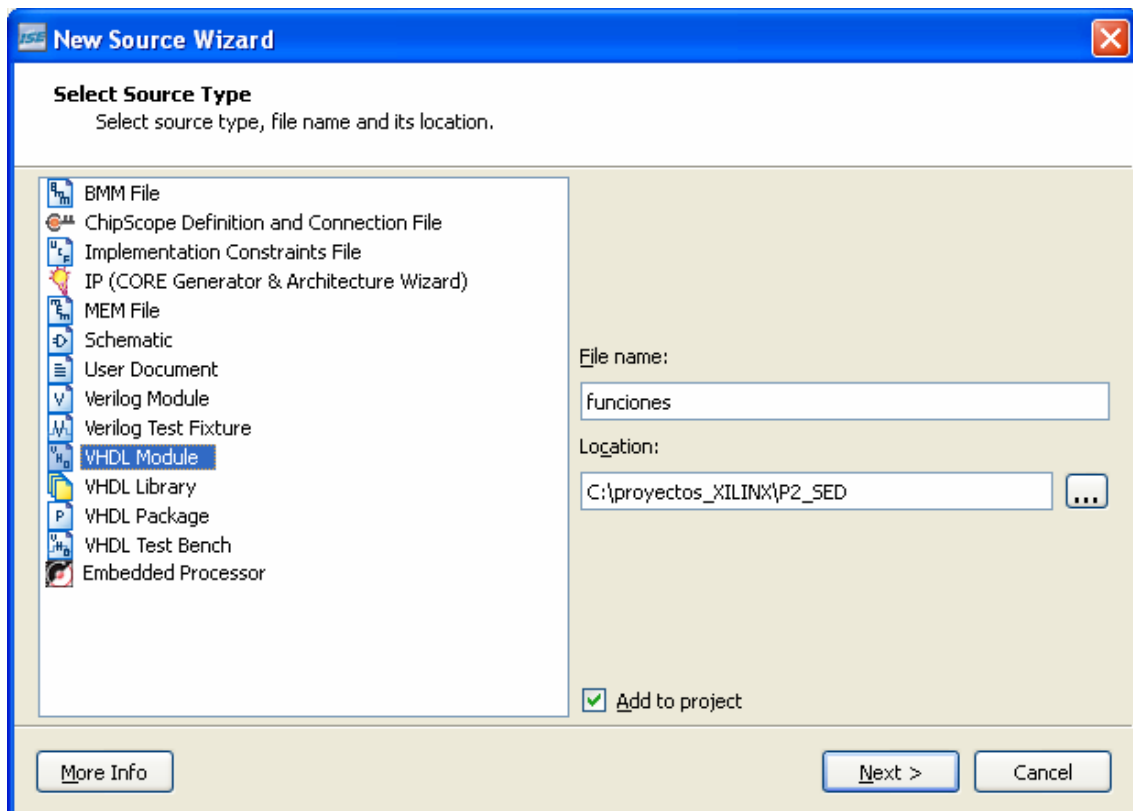 ISE New Source Wizard
Select Source Type
Select source type, file name and its location.
BMM File
ChipScope Definition and Connection File
Implementation Constraints File
IP (CORE Generator & Architecture Wizard)
MEM File
Schematic
User Document
Verilog Module
Verilog Test Fixture
VHDL Module
VHDL Library
VHDL Package
VHDL Test Bench
Embedded Processor
File name:
funciones
Location:
C:\proyectos_XILINX\P2_SED
...
Add to project
More Info
Next >
Cancel